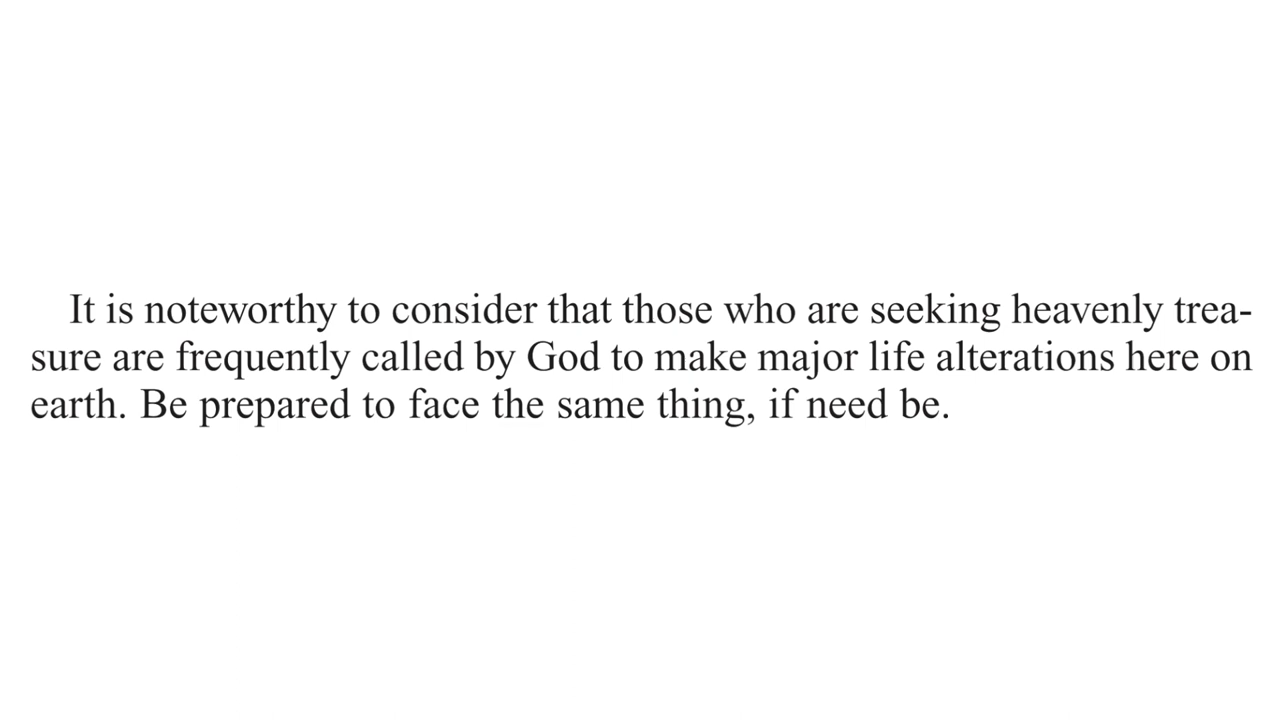 It is noteworthy to consider that those who are seeking heavenly trea-
sure are frequently called by God to make major life alterations here on
earth. Be prepared to face the same thing, if need be.